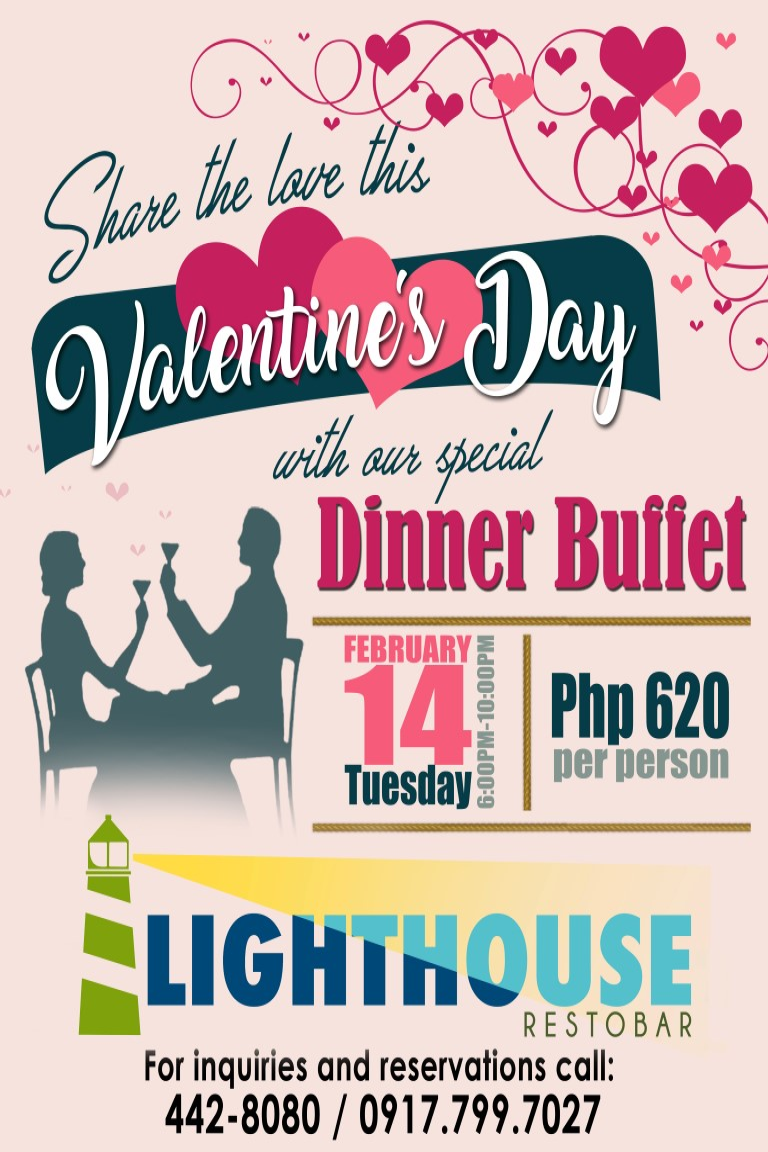 Share the love this
Valentine's Day
with our special
Dinner Buffet
FEBRUARY
14
Tuesday
6:00PM-10:00PM
Php 620
per person
LIGHTHOUSE
RESTOBAR
For inquiries and reservations call:
442-8080 / 0917.799.7027